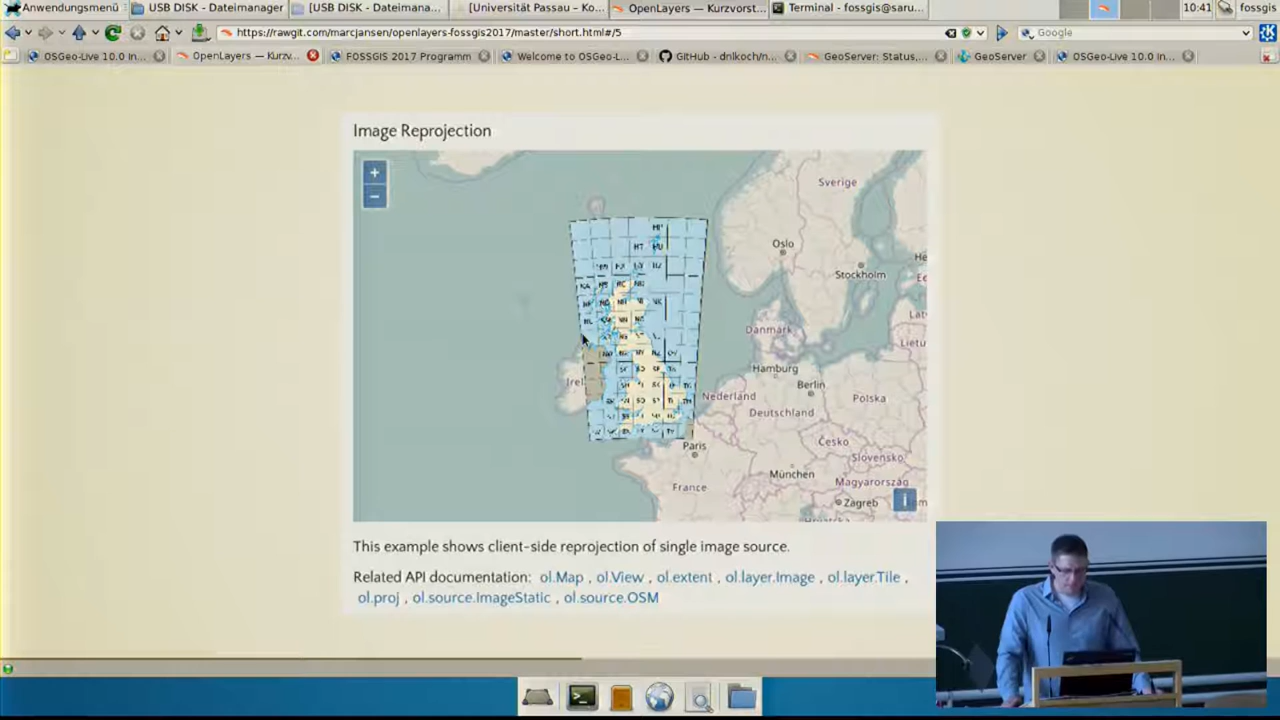 Anwendungsmenü
USB DISK - Dateimanager
[USB DISK - Dateimana...
[Universität Passau - Ko...
OpenLayers — Kurzvorst...
Terminal - fossgis@saru...
10:41
fossgis
https://rawgit.com/marcjansen/openlayers-fossgis2017/master/short.html#/5
Google
OSGeo-Live 10.0 In...
OpenLayers — Kurzv...
FOSSGIS 2017 Programm
Welcome to OSGeo-L...
GitHub - dnlkoch/n...
GeoServer: Status,...
GeoServer
OSGeo-Live 10.0 In...
Image Reprojection
+
−
Sverige
Oslo
Stockholm
Danmark
Lietu
Hamburg
Berlin
Irel
Nederland
Polska
Deutschland
Paris
Česko
Slovensko
München
Magyarország
France
Zagreb
i
This example shows client-side reprojection of single image source.
Related API documentation: ol.Map , ol.View , ol.extent , ol.layer.Image , ol.layer.Tile ,
ol.proj , ol.source.ImageStatic , ol.source.OSM